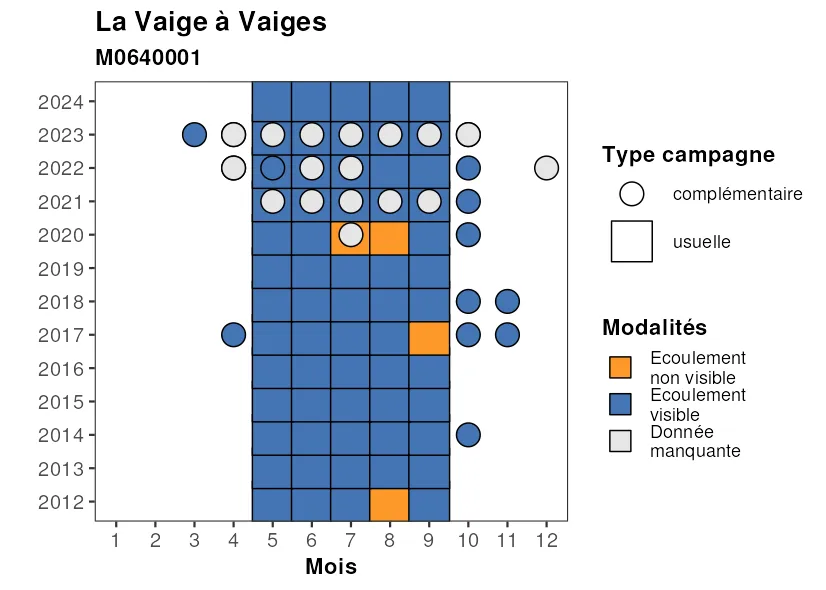 La Vaige à Vaiges
M0640001
2024
2023
2022
2021
2020
2019
2018
2017
2016
2015
2014
2013
2012
1 2 3 4 5 6 7 8 9 10 11 12
Mois
Type campagne
complémentaire
usuelle
Modalités
Ecoulement
non visible
Ecoulement
visible
Donnée
manquante